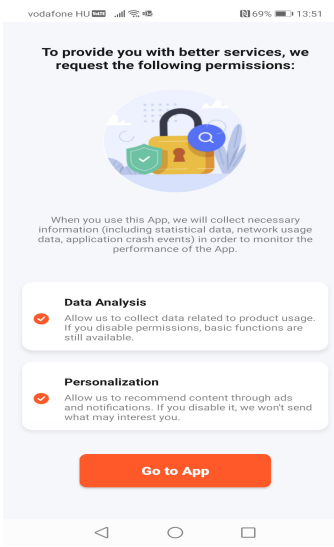 vodafone HU 69% 13:51
To provide you with better services, we
request the following permissions:
When you use this App, we will collect necessary
information (including statistical data, network usage
data, application crash events) in order to monitor the
performance of the App.
Data Analysis
Allow us to collect data related to product usage.
If you disable permissions, basic functions are
still available.
Personalization
Allow us to recommend content through ads
and notifications. If you disable it, we won't send
what may interest you.
Go to App